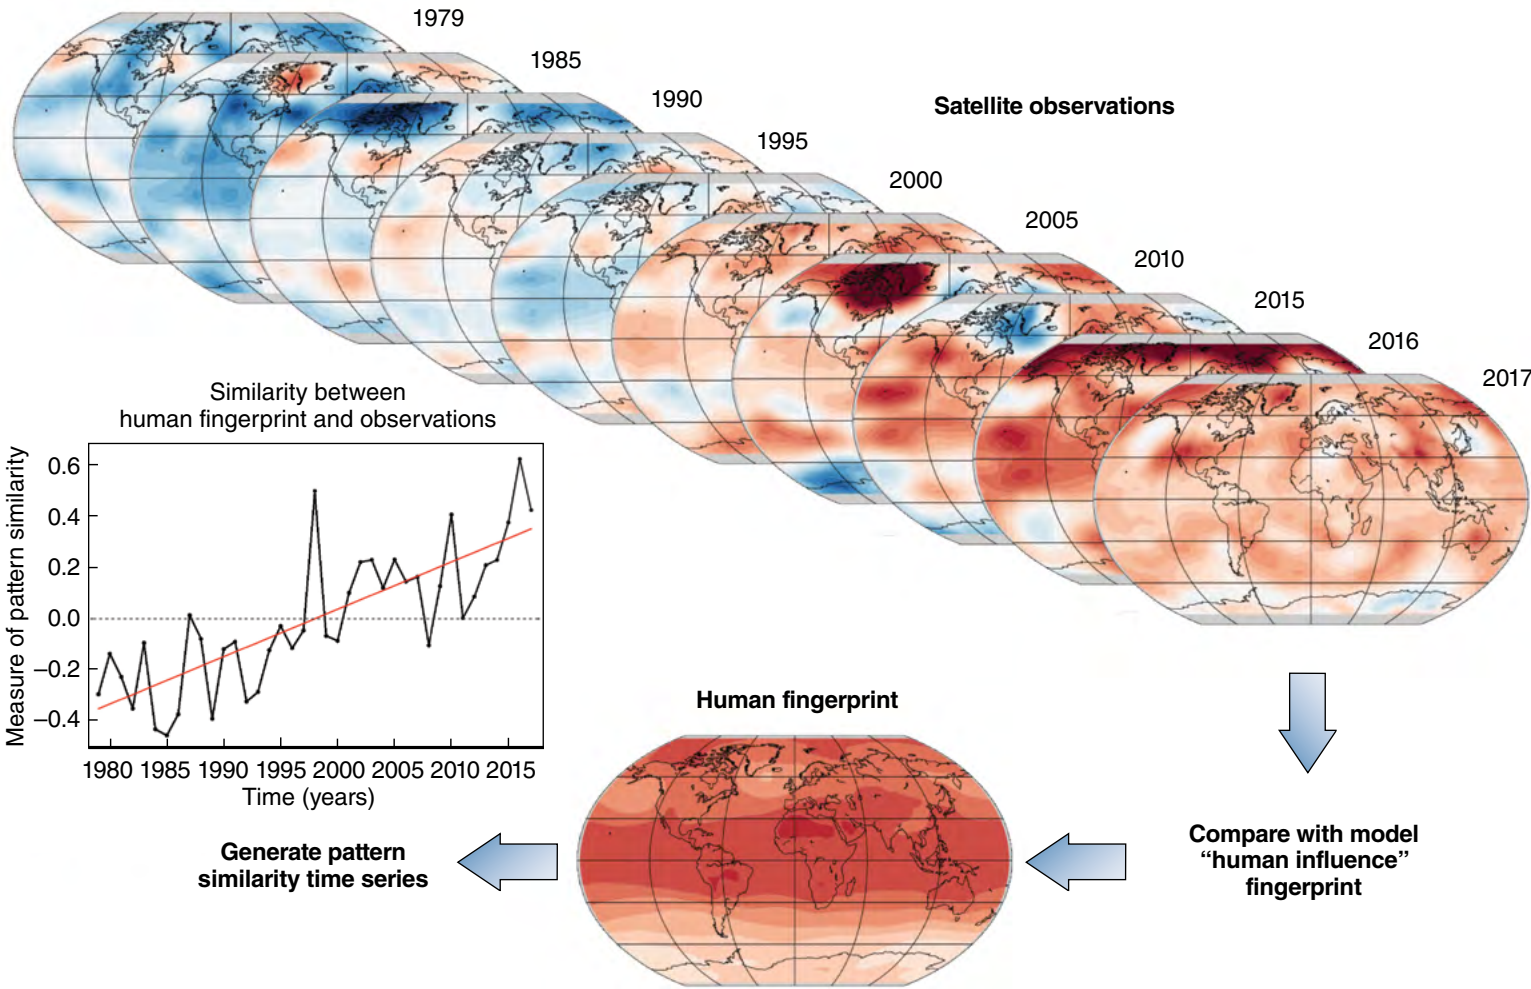 1979
1985
1990
1995
2000
2005
2010
2015
2016
2017
Satellite observations
Similarity between
human fingerprint and observations
Measure of pattern similarity
0.6
0.4
0.2
0.0
–0.2
–0.4
1980 1985 1990 1995 2000 2005 2010 2015
Time (years)
Human fingerprint
Compare with model
“human influence”
fingerprint
Generate pattern
similarity time series